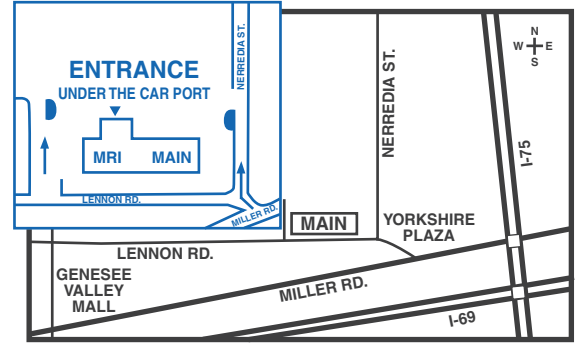 ENTRANCE
UNDER THE CAR PORT
NERREDIA ST.
MRI MAIN
LENNON RD.
MILLER RD.
N
W E
S
NERREDIA ST.
I-75
MAIN
YORKSHIRE
PLAZA
LENNON RD.
GENESEE
VALLEY
MALL
MILLER RD.
I-69